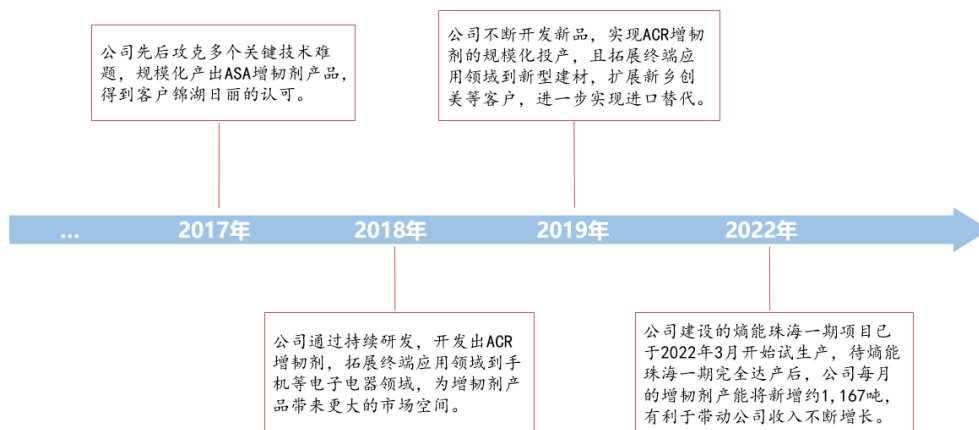 公司先后攻克多个关键技术难
题，规模化产出ASA增韧剂产品，
得到客户锦湖日丽的认可。
公司不断开发新品，实现ACR增韧
剂的规模化投产，且拓展终端应
用领域到新型建材，扩展新乡创
美等客户，进一步实现进口替代。
... 2017年 2018年 2019年 2022年
公司通过持续研发，开发出ACR
增韧剂，拓展终端应用领域到手
机等电子电器领域，为增韧剂产
品带来更大的市场空间。
公司建设的熵能珠海一期项目已
于2022年3月开始试生产，待熵能
珠海一期完全达产后，公司每月
的增韧剂产能将新增约1,167吨，
有利于带动公司收入不断增长。